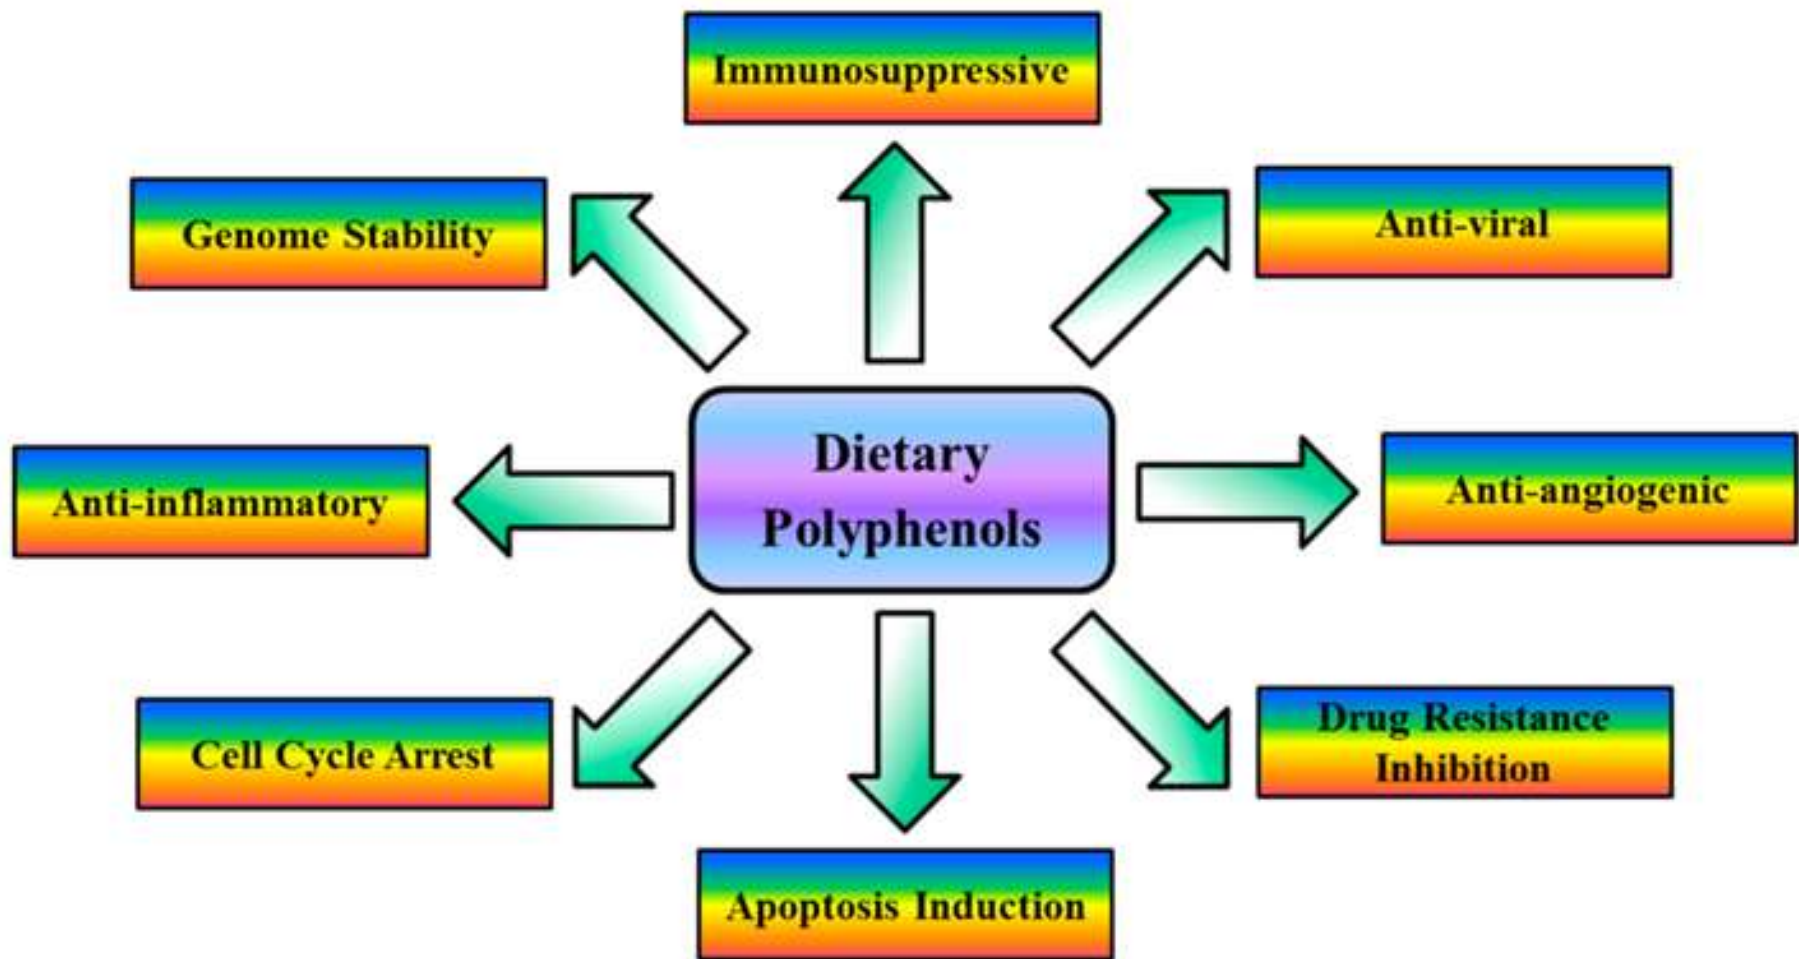 Immunosuppressive
Genome Stability
Anti-viral
Dietary
Polyphenols
Anti-inflammatory
Anti-angiogenic
Cell Cycle Arrest
Drug Resistance
Inhibition
Apoptosis Induction